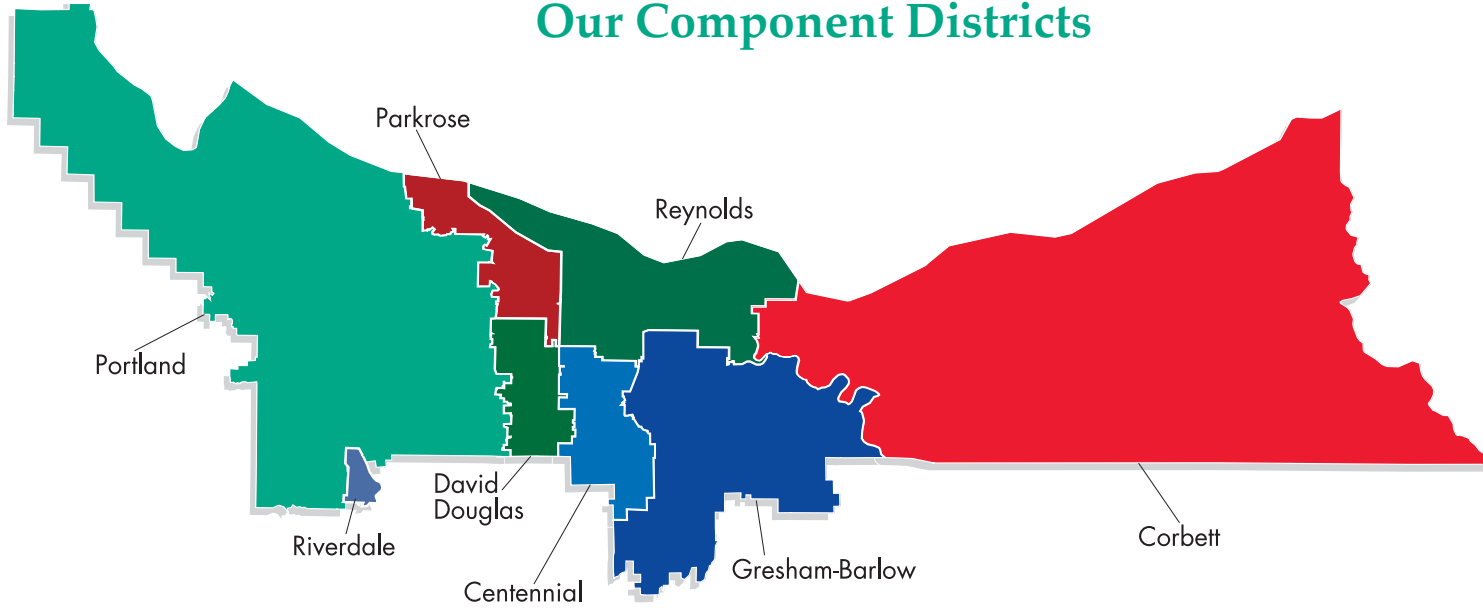 Our Component Districts
Parkrose
Reynolds
Portland
David
Douglas
Riverdale
Centennial
Gresham-Barlow
Corbett